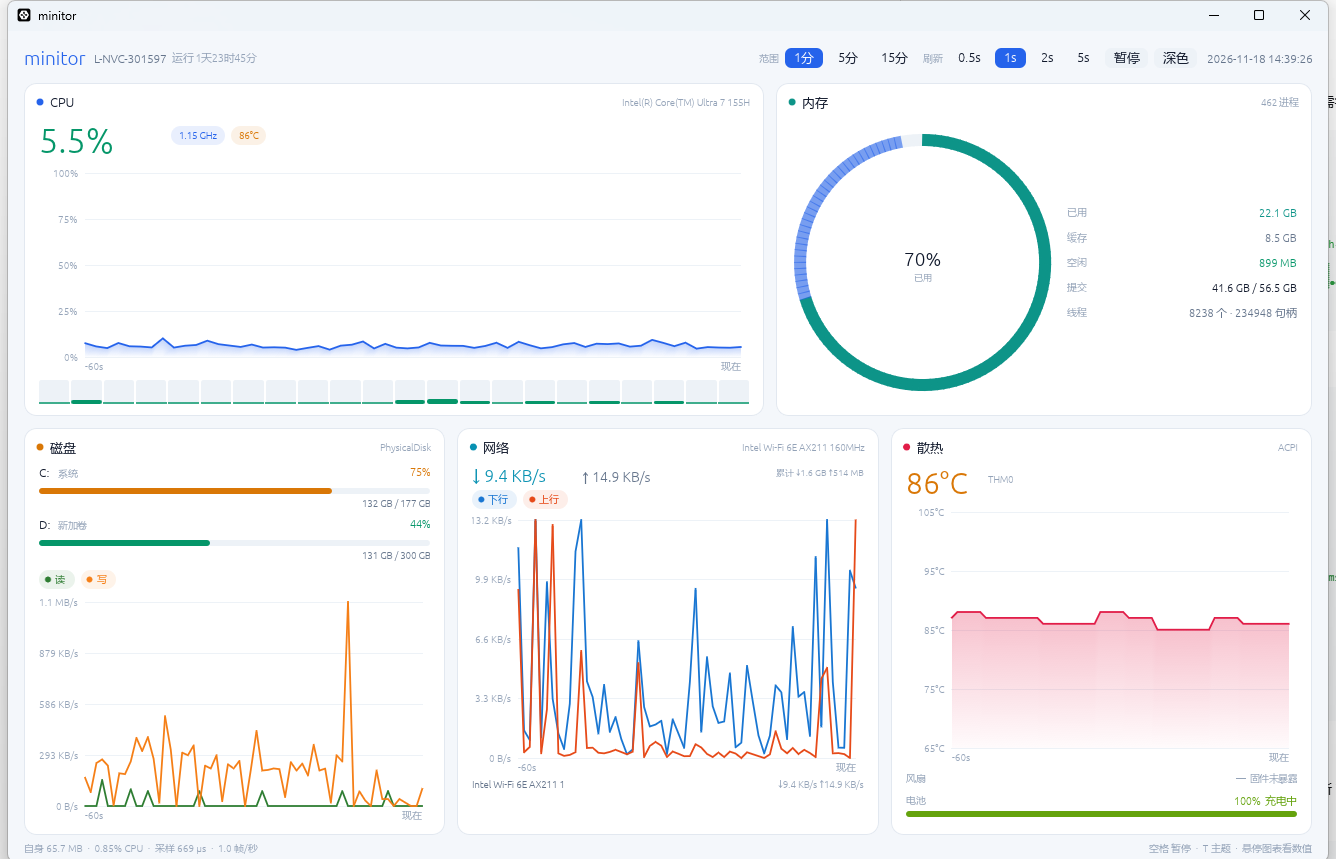 minitor
minitor L-NVC-301597 运行 1天23时45分 范围 1分 5分 15分 刷新 0.5s 1s 2s 5s 暂停 深色 2026-11-18 14:39:26
CPU Intel(R) Core(TM) Ultra 7 155H
5.5% 1.15 GHz 86°C
100%
75%
50%
25%
0%
-60s 现在
内存 462 进程
70%
已用
已用 22.1 GB
缓存 8.5 GB
空闲 899 MB
提交 41.6 GB / 56.5 GB
线程 8238 个 · 234948 句柄
磁盘 PhysicalDisk
C: 系统 75%
132 GB / 177 GB
D: 新加卷 44%
131 GB / 300 GB
读 写
1.1 MB/s
879 KB/s
586 KB/s
293 KB/s
0 B/s
-60s 现在
网络 Intel Wi-Fi 6E AX211 160MHz
↓ 9.4 KB/s ↑ 14.9 KB/s 累计 ↓1.6 GB ↑514 MB
下行 上行
13.2 KB/s
9.9 KB/s
6.6 KB/s
3.3 KB/s
0 B/s
-60s 现在
Intel Wi-Fi 6E AX211 1 ↓9.4 KB/s ↑14.9 KB/s
散热 ACPI
86°C THM0
105°C
95°C
85°C
75°C
65°C
-60s 现在
风扇 — 固件未暴露
电池 100% 充电中
自身 65.7 MB · 0.85% CPU · 采样 669 µs · 1.0 帧/秒 空格 暂停 · T 主题 · 悬停图表看数值